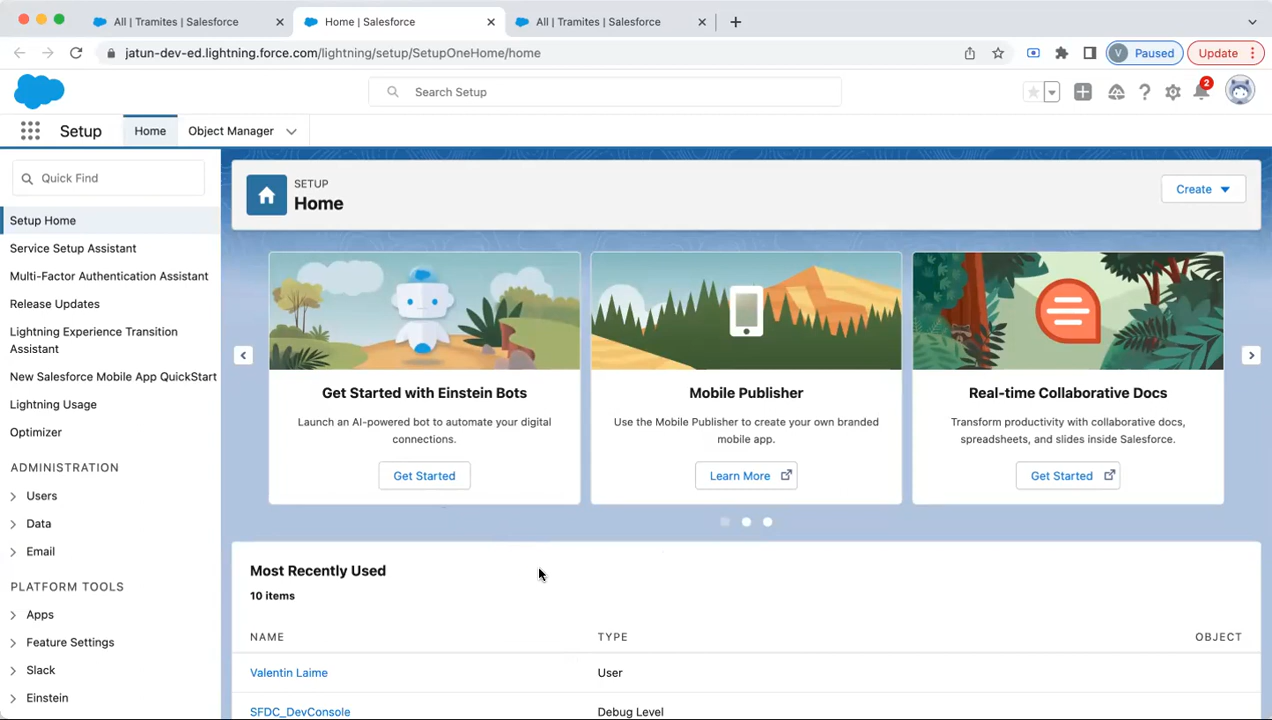 All | Tramites | Salesforce
Home | Salesforce
All | Tramites | Salesforce
jatun-dev-ed.lightning.force.com/lightning/setup/SetupOneHome/home
V
Paused
Update
Search Setup
2
Setup
Home
Object Manager
Quick Find
Setup Home
Service Setup Assistant
Multi-Factor Authentication Assistant
Release Updates
Lightning Experience Transition
Assistant
New Salesforce Mobile App QuickStart
Lightning Usage
Optimizer
ADMINISTRATION
Users
Data
Email
PLATFORM TOOLS
Apps
Feature Settings
Slack
Einstein
SETUP
Home
Create
Get Started with Einstein Bots
Launch an AI-powered bot to automate your digital
connections.
Get Started
Mobile Publisher
Use the Mobile Publisher to create your own branded
mobile app.
Learn More
Real-time Collaborative Docs
Transform productivity with collaborative docs,
spreadsheets, and slides inside Salesforce.
Get Started
Most Recently Used
10 items
NAME
TYPE
OBJECT
Valentin Laime
User
SFDC_DevConsole
Debug Level